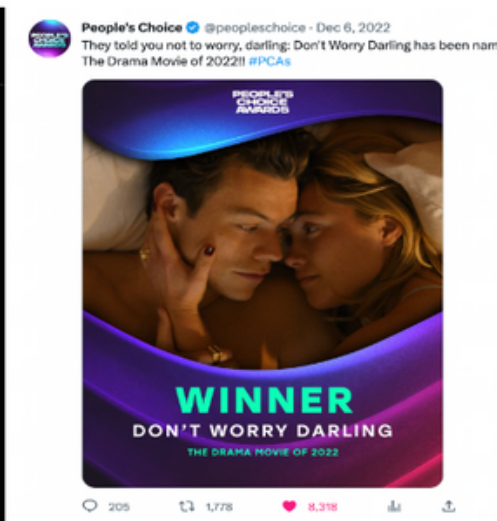 People's Choice @peopleschoice · Dec 6, 2022
They told you not to worry, darling: Don't Worry Darling has been nam
The Drama Movie of 2022!! #PCAs
PEOPLE'S
CHOICE
AWARDS
WINNER
DON'T WORRY DARLING
THE DRAMA MOVIE OF 2022
205 1,778 8,318